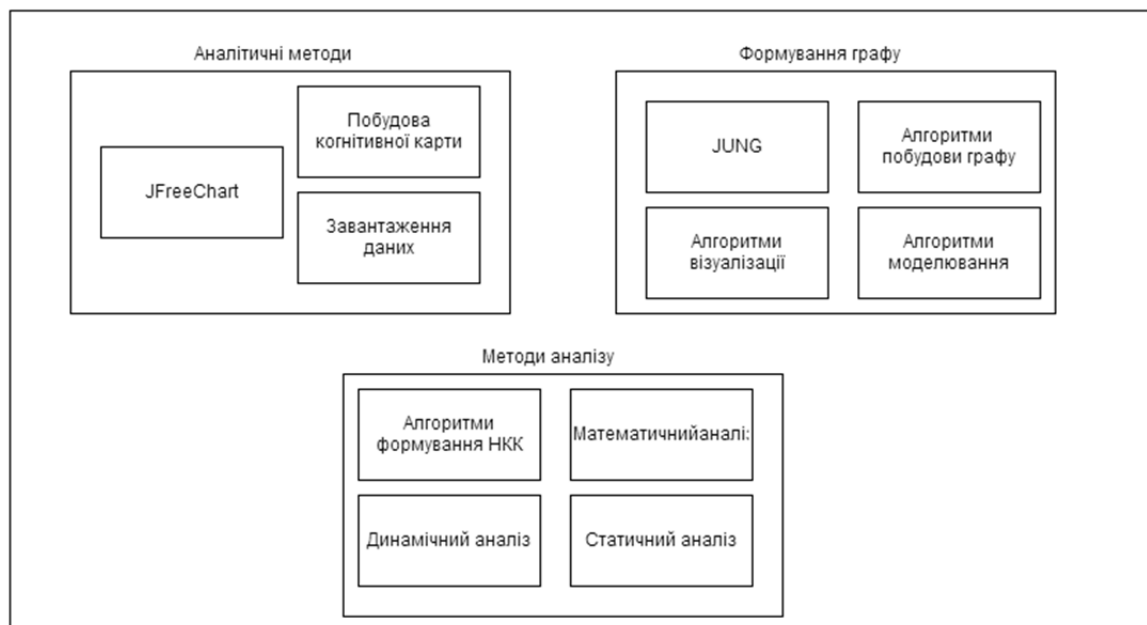 Аналітичні методи
JFreeChart
Побудова
когнітивної карти
Завантаження
даних
Формування графу
JUNG
Алгоритми
побудови графу
Алгоритми
візуалізації
Алгоритми
моделювання
Методи аналізу
Алгоритми
формування НКК
Математичнийаналі:
Динамічний аналіз
Статичний аналіз